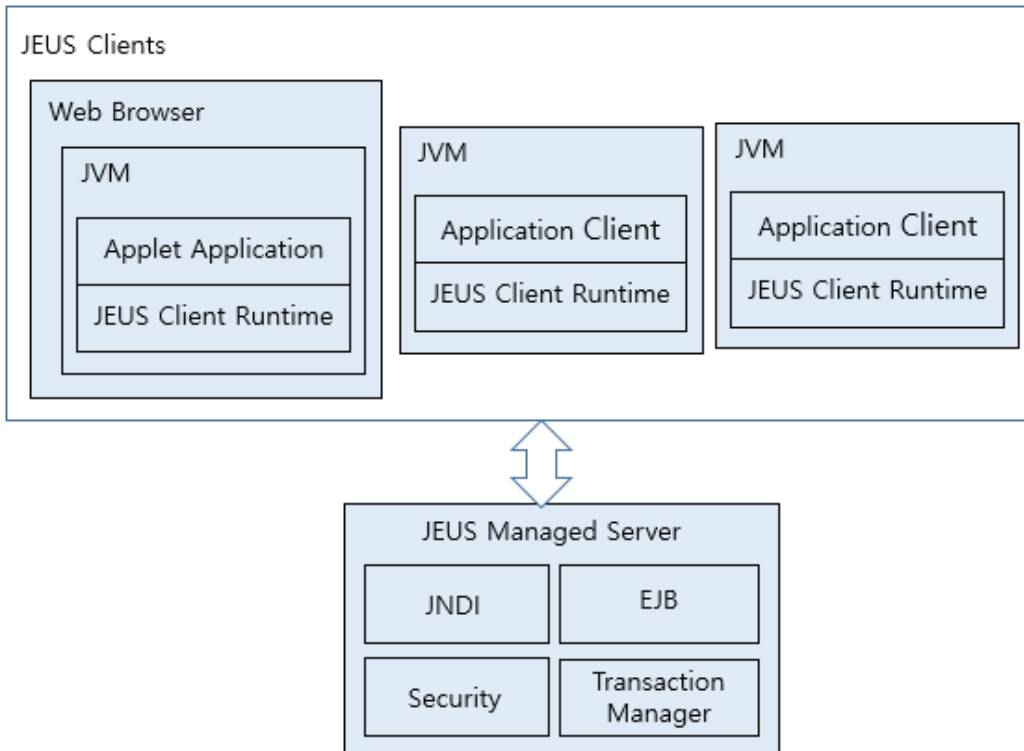 JEUS Clients
Web Browser
JVM
Applet Application
JEUS Client Runtime
JVM
Application Client
JEUS Client Runtime
JVM
Application Client
JEUS Client Runtime
JEUS Managed Server
JNDI
EJB
Security
Transaction
Manager